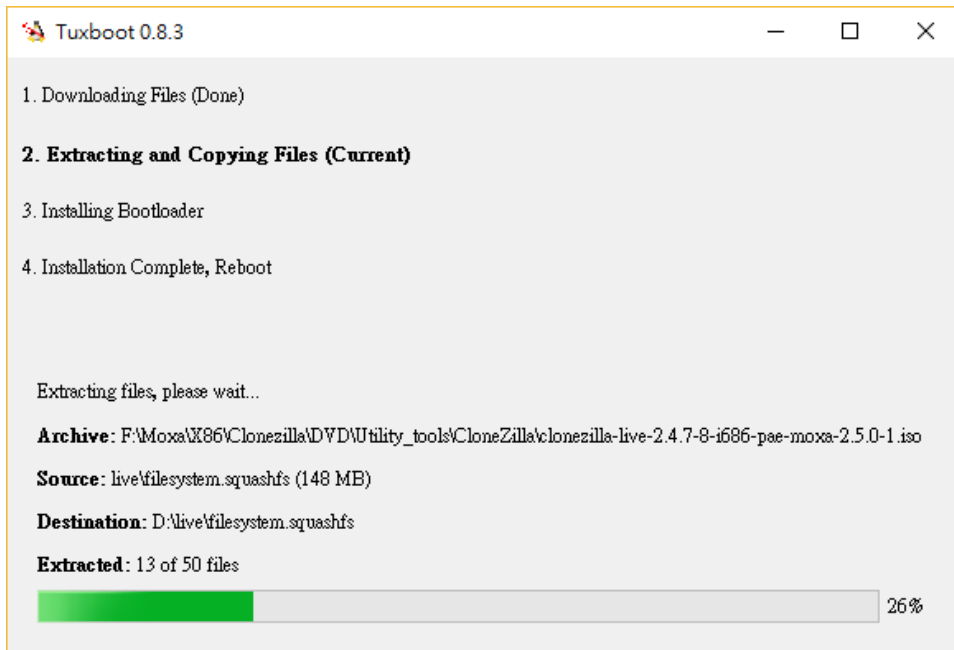 Tuxboot 0.8.3
1. Downloading Files (Done)
2. Extracting and Copying Files (Current)
3. Installing Bootloader
4. Installation Complete, Reboot
Extracting files, please wait...
Archive: F:\Moxa\X86\Clonezilla\DVD\Utility_tools\CloneZilla\clonezilla-live-2.4.7-8-i686-pae-moxa-2.5.0-1.iso
Source: live\filesystem.squashfs (148 MB)
Destination: D:\live\filesystem.squashfs
Extracted: 13 of 50 files
26%